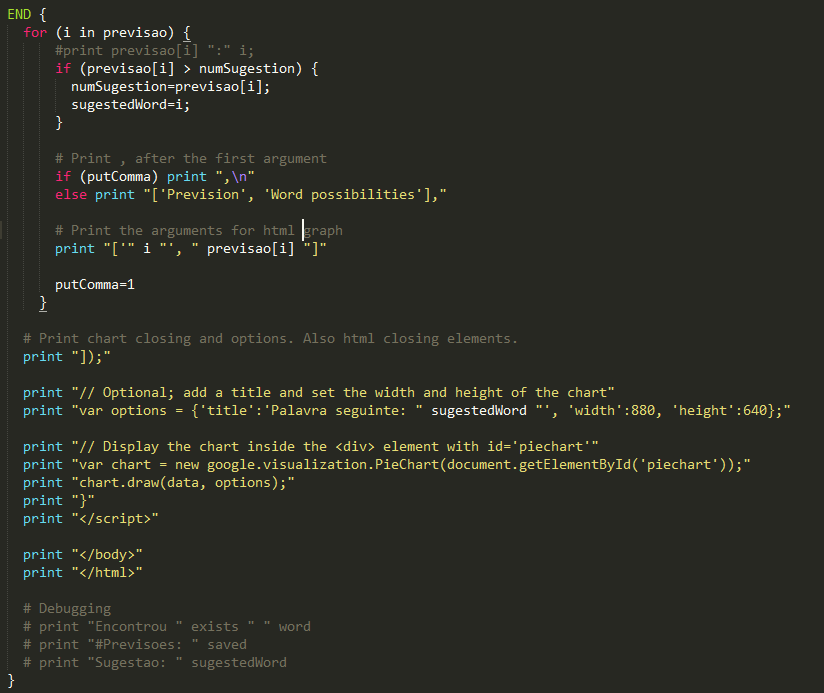 END {
for (i in previsao) {
#print previsao[i] ":" i;
if (previsao[i] > numSugestion) {
numSugestion=previsao[i];
sugestedWord=i;
}
# Print , after the first argument
if (putComma) print ",\n"
else print "['Prevision', 'Word possibilities'],"
# Print the arguments for html graph
print "['" i "', " previsao[i] "]"
putComma=1
}
# Print chart closing and options. Also html closing elements.
print "]);"
print "// Optional; add a title and set the width and height of the chart"
print "var options = {'title':'Palavra seguinte: " sugestedWord "', 'width':880, 'height':640};"
print "// Display the chart inside the <div> element with id='piechart'"
print "var chart = new google.visualization.PieChart(document.getElementById('piechart'));"
print "chart.draw(data, options);"
print "}"
print "</script>"
print "</body>"
print "</html>"
# Debugging
# print "Encontrou " exists " " word
# print "#Previsoes: " saved
# print "Sugestao: " sugestedWord
}